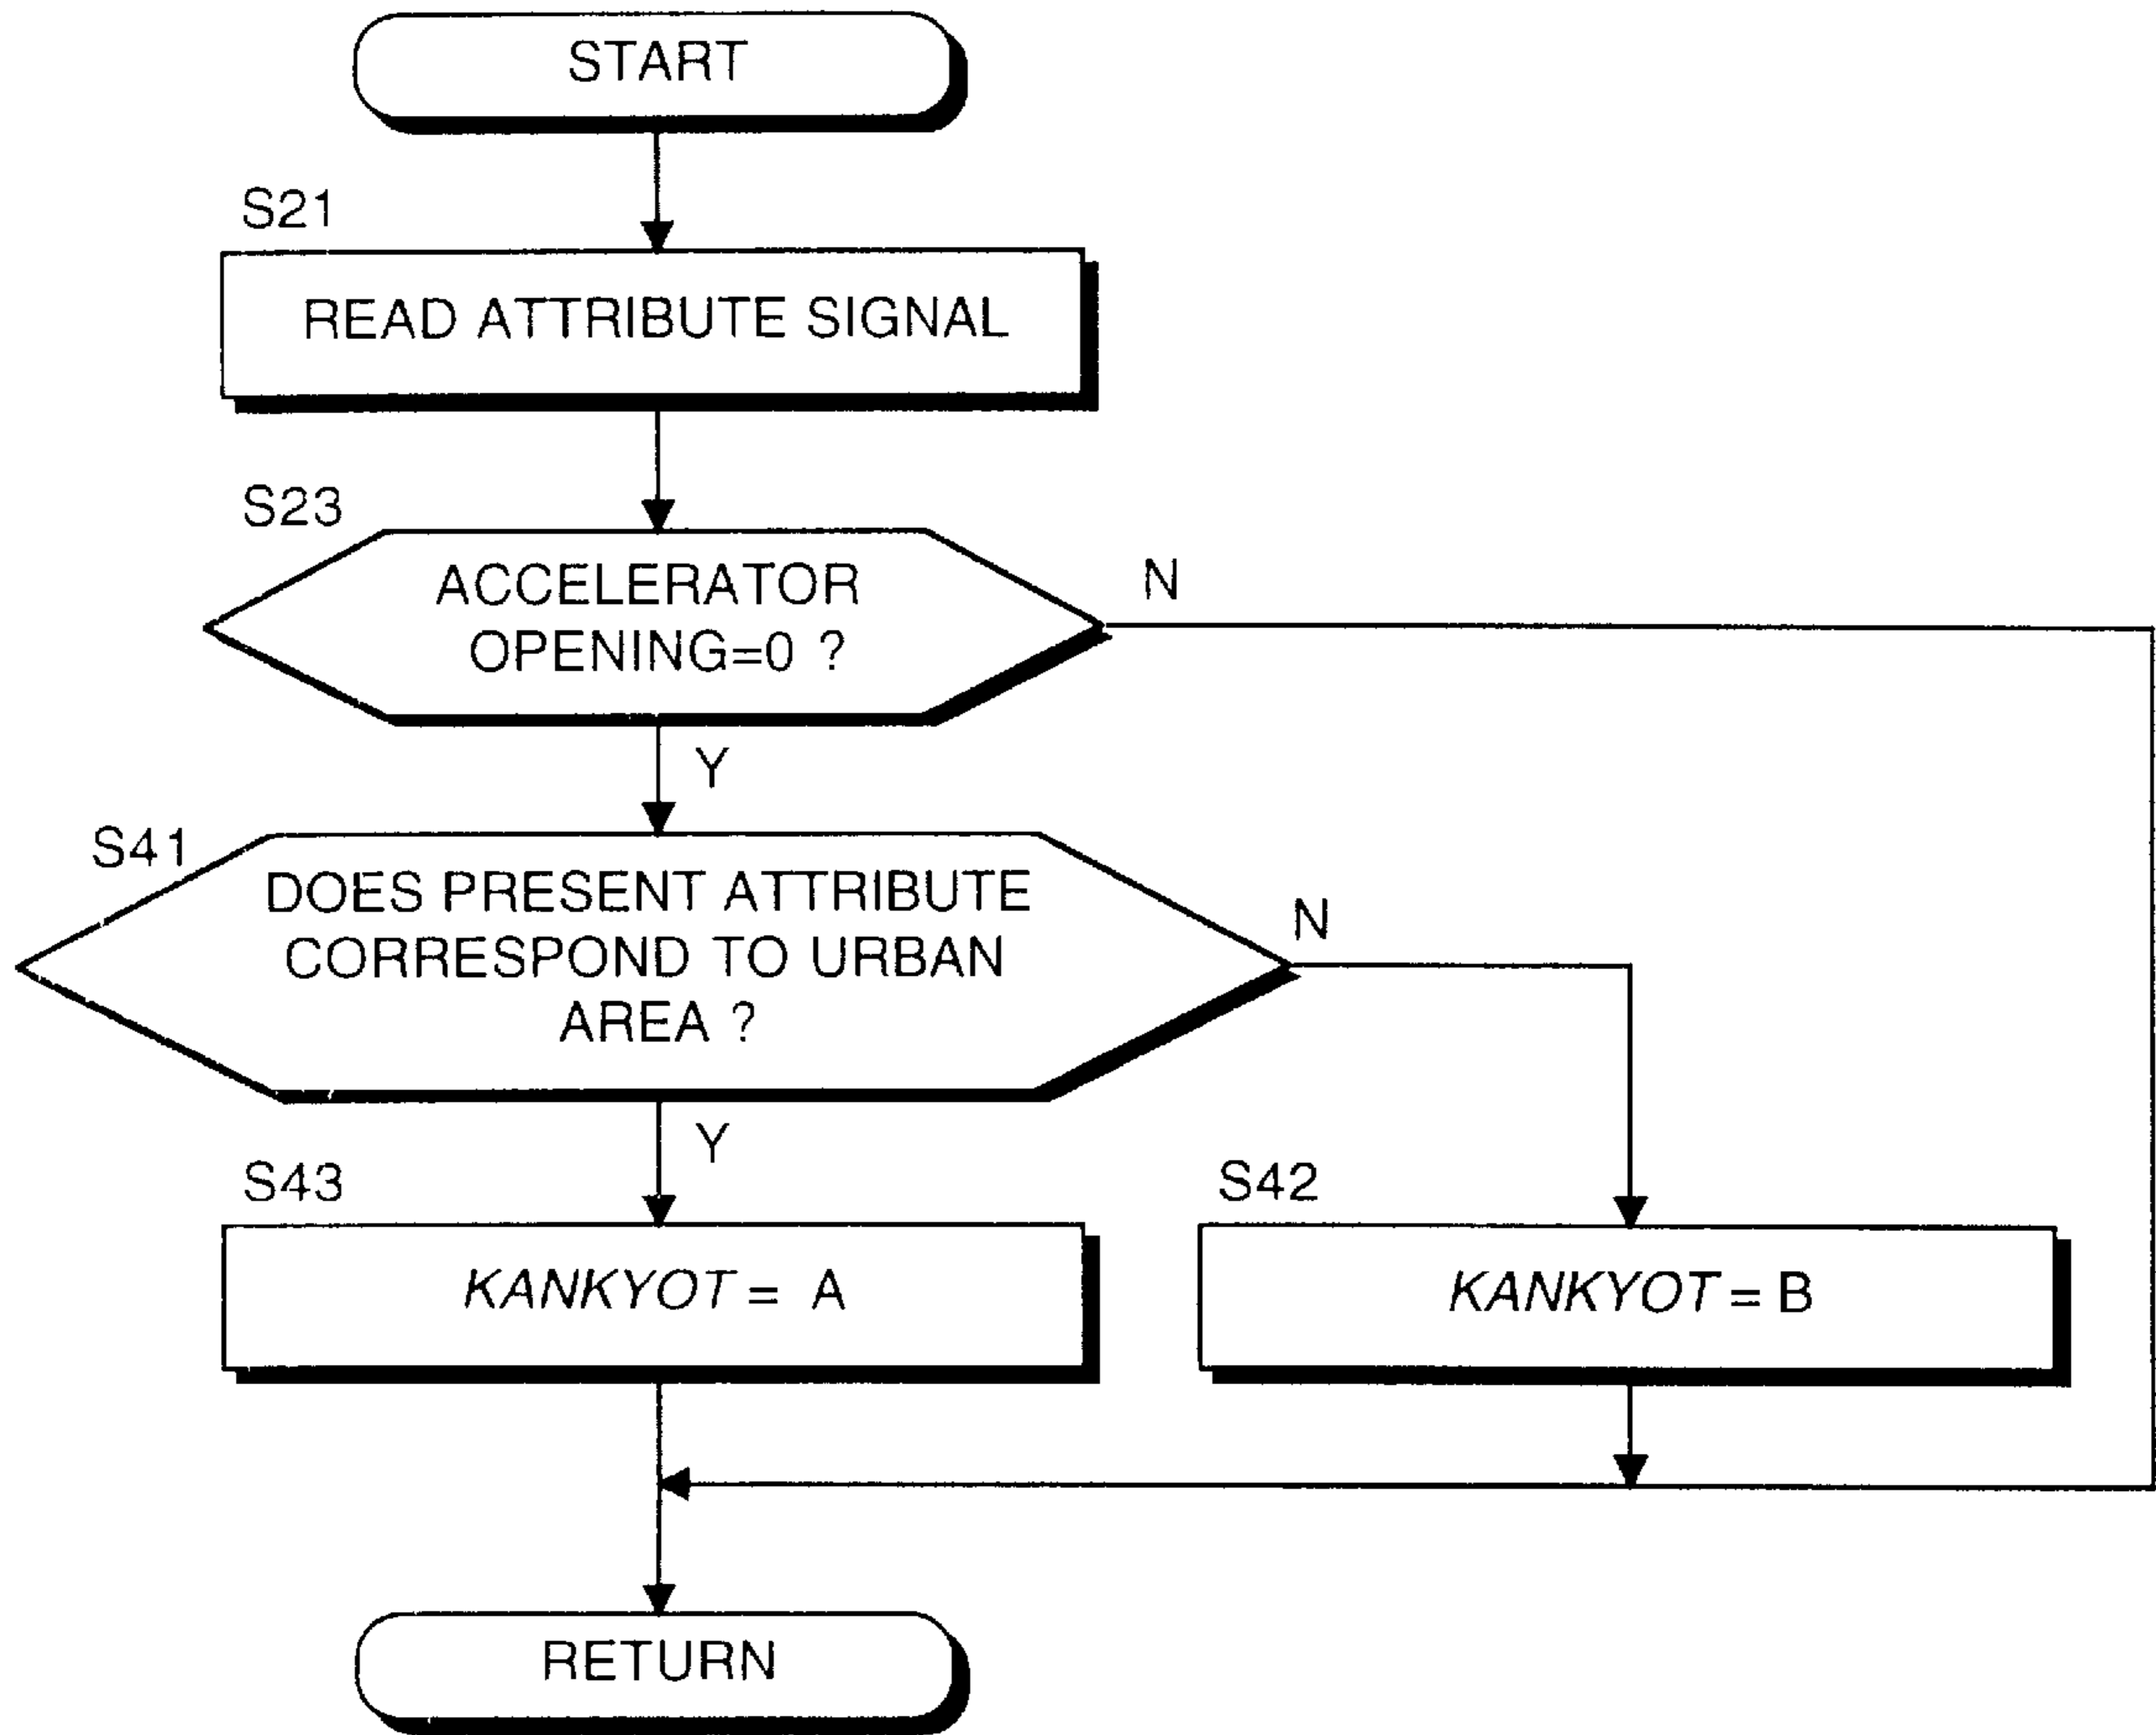 START
S21
READ ATTRIBUTE SIGNAL
S23
ACCELERATOR
OPENING=0 ?
N
Y
S41
DOES PRESENT ATTRIBUTE
CORRESPOND TO URBAN
AREA ?
N
Y
S43
KANKYOT = A
S42
KANKYOT = B
RETURN